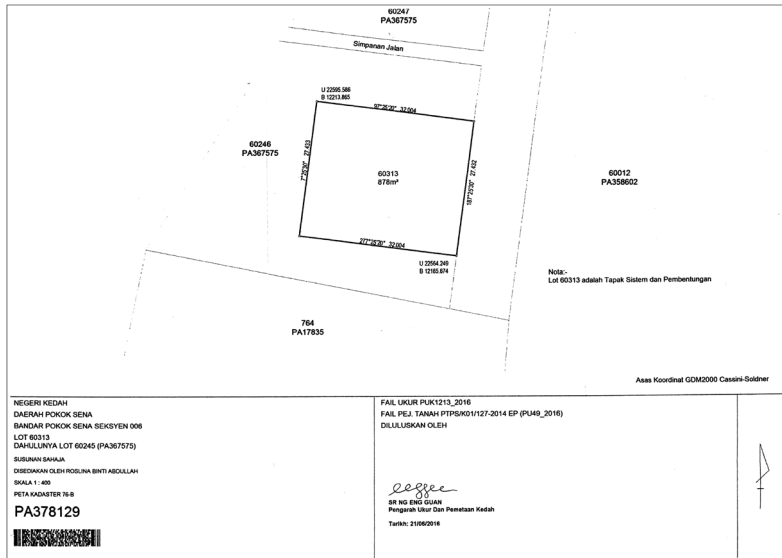 60247
PA367575
Simpanan Jalan
U 22595.586
B 12213.865
97°25'20" 32.004
60246
PA367575
7°25'30" 27.433
60313
878m²
187°25'30" 27.432
60012
PA358602
277°25'20" 32.004
U 22564.249
B 12185.674
Nota:-
Lot 60313 adalah Tapak Sistem dan Pembentungan
764
PA17835
Asas Koordinat GDM2000 Cassini-Soldner
NEGERI KEDAH
DAERAH POKOK SENA
BANDAR POKOK SENA SEKSYEN 006
LOT 60313
DAHULUNYA LOT 60245 (PA367575)
SUSUNAN SAHAJA
DISEDIAKAN OLEH ROSLINA BINTI ABDULLAH
SKALA 1 : 400
PETA KADASTER 76-B
PA378129
FAIL UKUR PUK1213_2016
FAIL PEJ. TANAH PTPS/K01/127-2014 EP (PU49_2016)
DILULUSKAN OLEH
SR NG ENG GUAN
Pengarah Ukur Dan Pemetaan Kedah
Tarikh: 21/06/2016